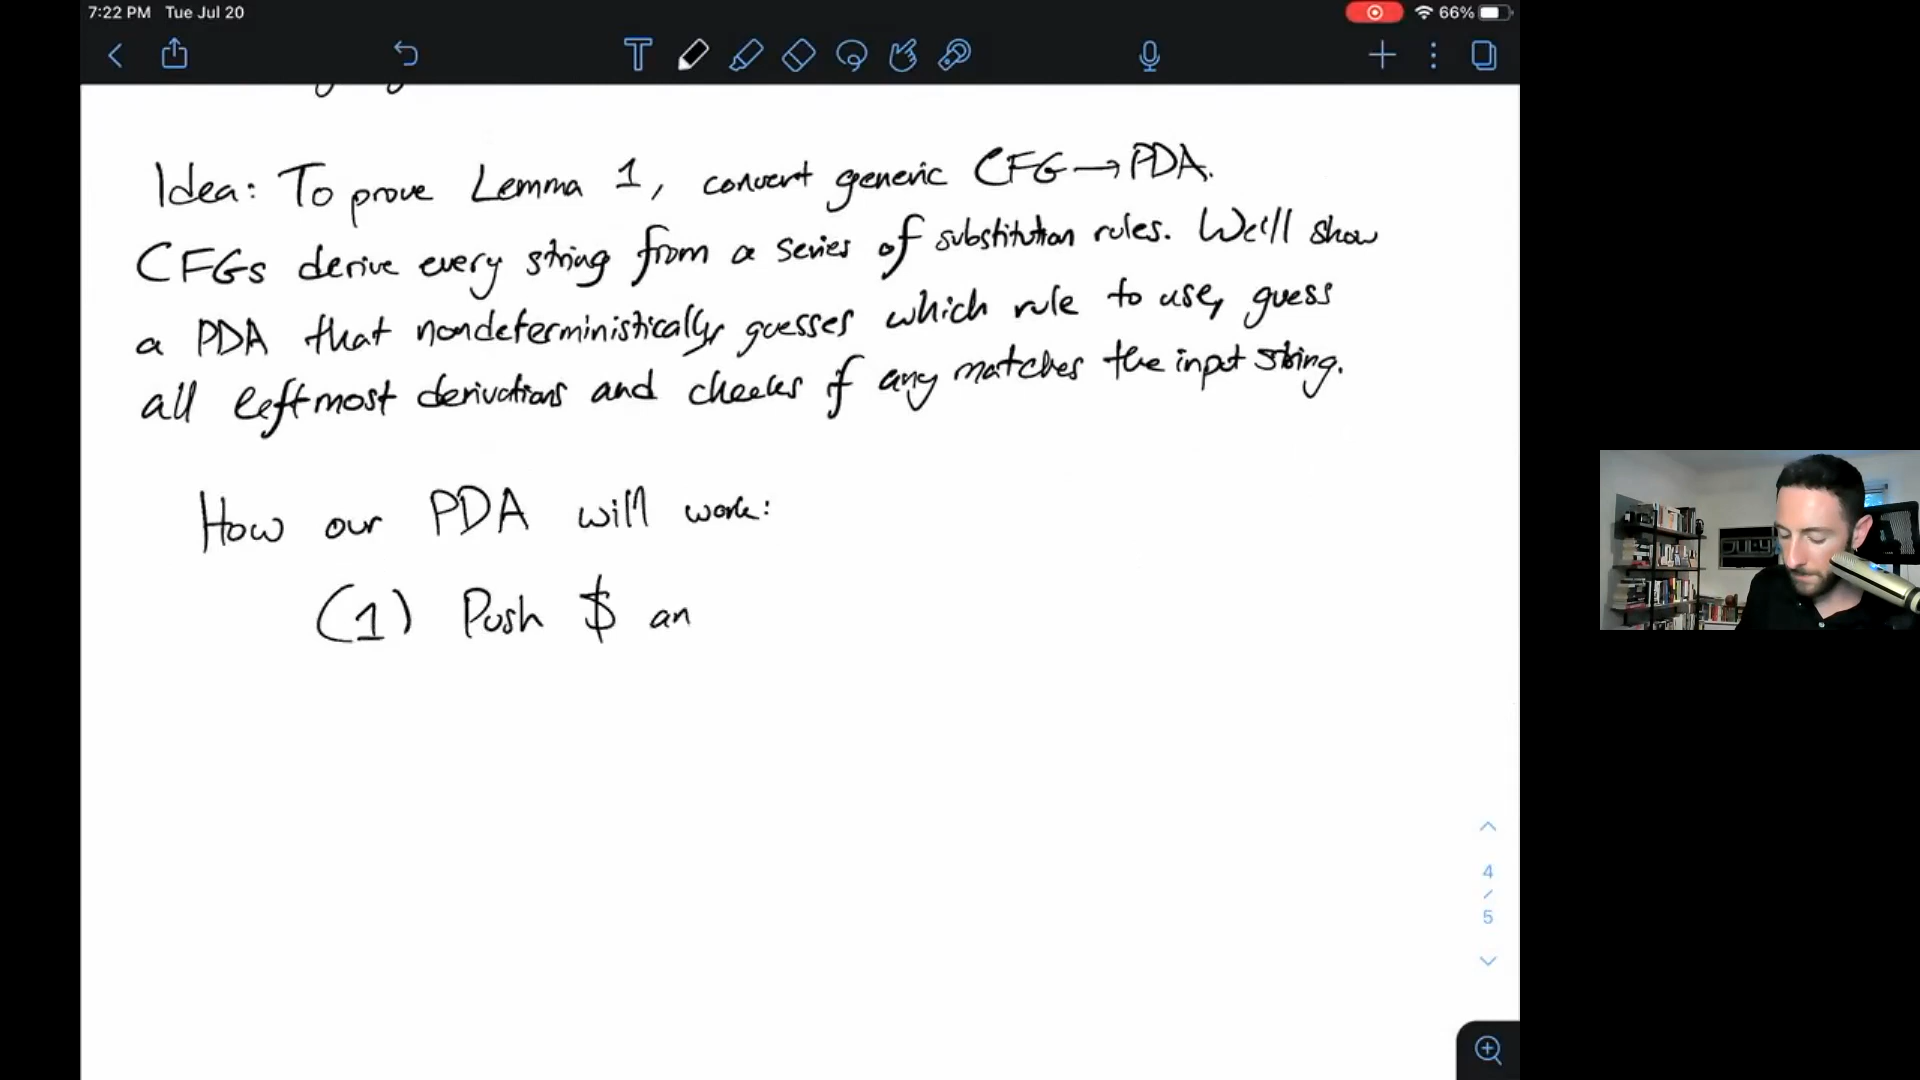 7:22 PM Tue Jul 20
66%
Idea: To prove Lemma 1, convert generic CFG → PDA.
CFGs derive every string from a series of substitution rules. We'll show
a PDA that nondeterministically guesses which rule to use, guess
all leftmost derivations and checks if any matches the input string.
How our PDA will work:
(1) Push $ an
4
/
5